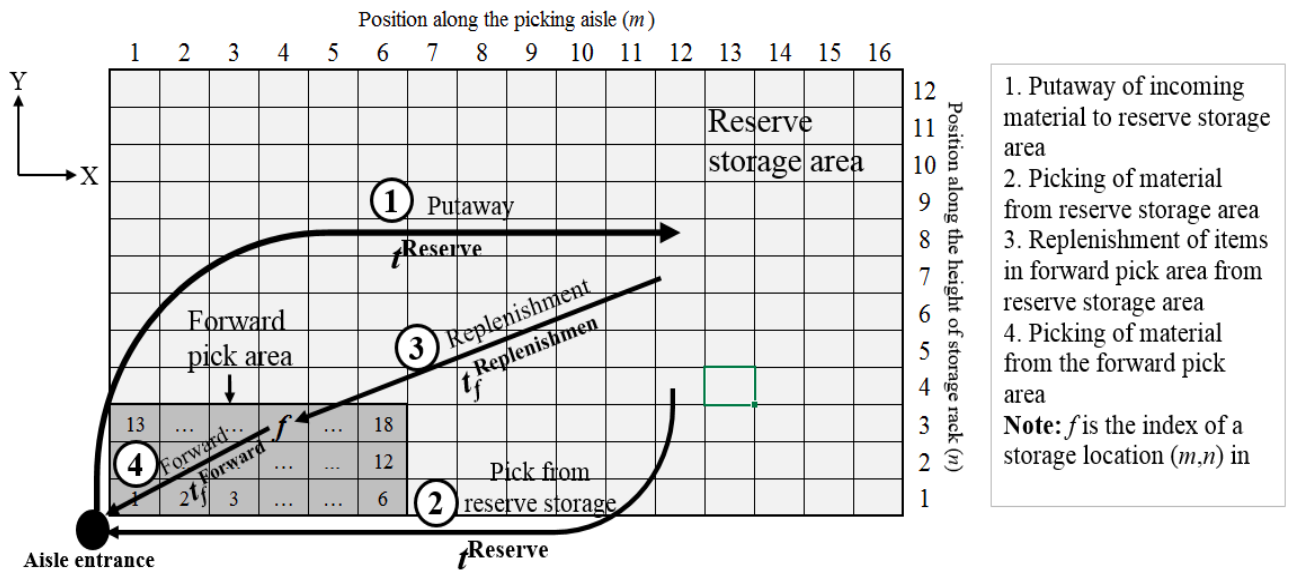 Position along the picking aisle (m)
1 2 3 4 5 6 7 8 9 10 11 12 13 14 15 16
Y
X
12
11
10
9
8
7
6
5
4
3
2
1
Position along the height of storage rack (n)
Reserve
storage area
1 Putaway
t Reserve
Forward
pick area
3 Replenishment
t f Replenishmen
13 … … f … 18
4 Forward
t f Forward
… … 12
1 2 3 … … 6
2 Pick from
reserve storage
t Reserve
Aisle entrance
1. Putaway of incoming
material to reserve storage
area
2. Picking of material
from reserve storage area
3. Replenishment of items
in forward pick area from
reserve storage area
4. Picking of material
from the forward pick
area
Note: f is the index of a
storage location (m,n) in